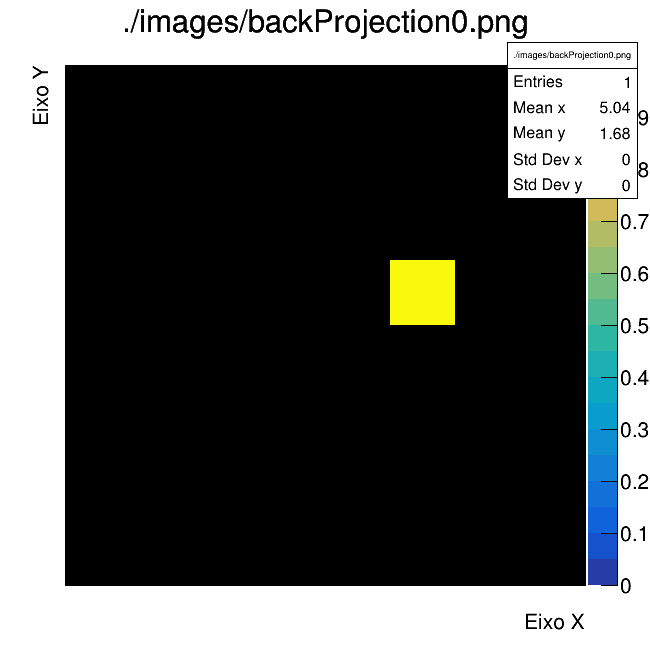 ./images/backProjection0.png
Eixo Y
./images/backProjection0.png
Entries 1
Mean x 5.04
Mean y 1.68
Std Dev x 0
Std Dev y 0
9
8
0.7
0.6
0.5
0.4
0.3
0.2
0.1
0
Eixo X